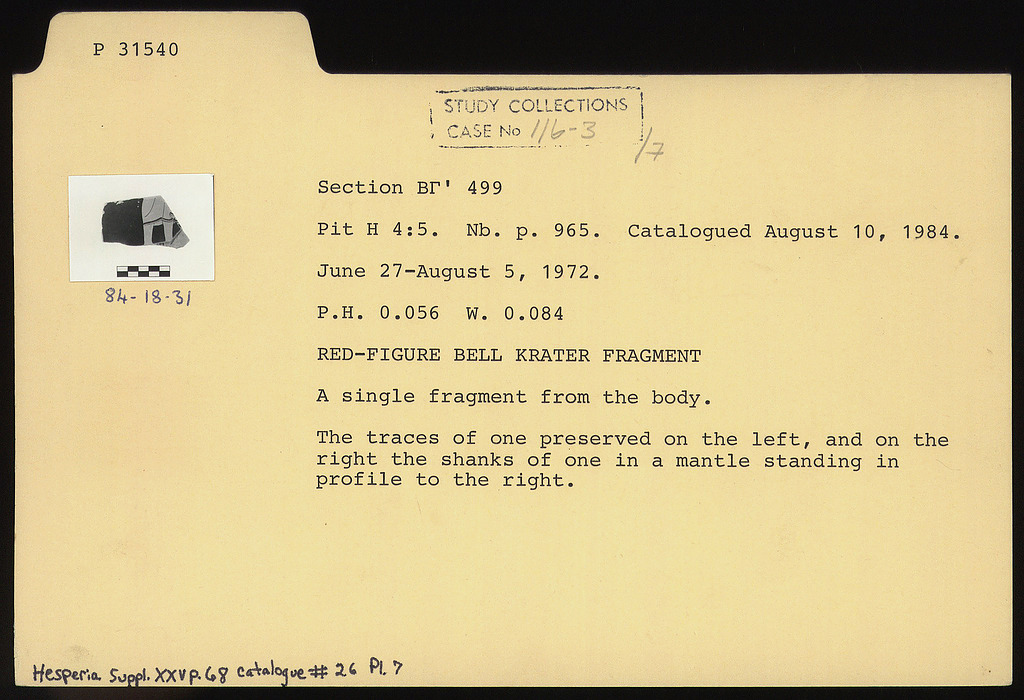 P 31540
STUDY COLLECTIONS
CASE No 116-3
/7
84-18-31
Section ΒΓ' 499
Pit H 4:5. Nb. p. 965. Catalogued August 10, 1984.
June 27-August 5, 1972.
P.H. 0.056 W. 0.084
RED-FIGURE BELL KRATER FRAGMENT
A single fragment from the body.
The traces of one preserved on the left, and on the
right the shanks of one in a mantle standing in
profile to the right.
Hesperia Suppl. XXV p. 68 catalogue # 26 Pl. 7